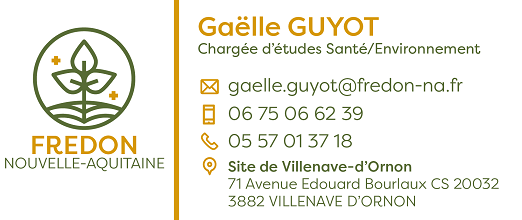 FREDON
NOUVELLE-AQUITAINE
Gaëlle GUYOT
Chargée d'études Santé/Environnement
gaelle.guyot@fredon-na.fr
06 75 06 62 39
05 57 01 37 18
Site de Villenave-d'Ornon
71 Avenue Edouard Bourlaux CS 20032
3882 VILLENAVE D'ORNON